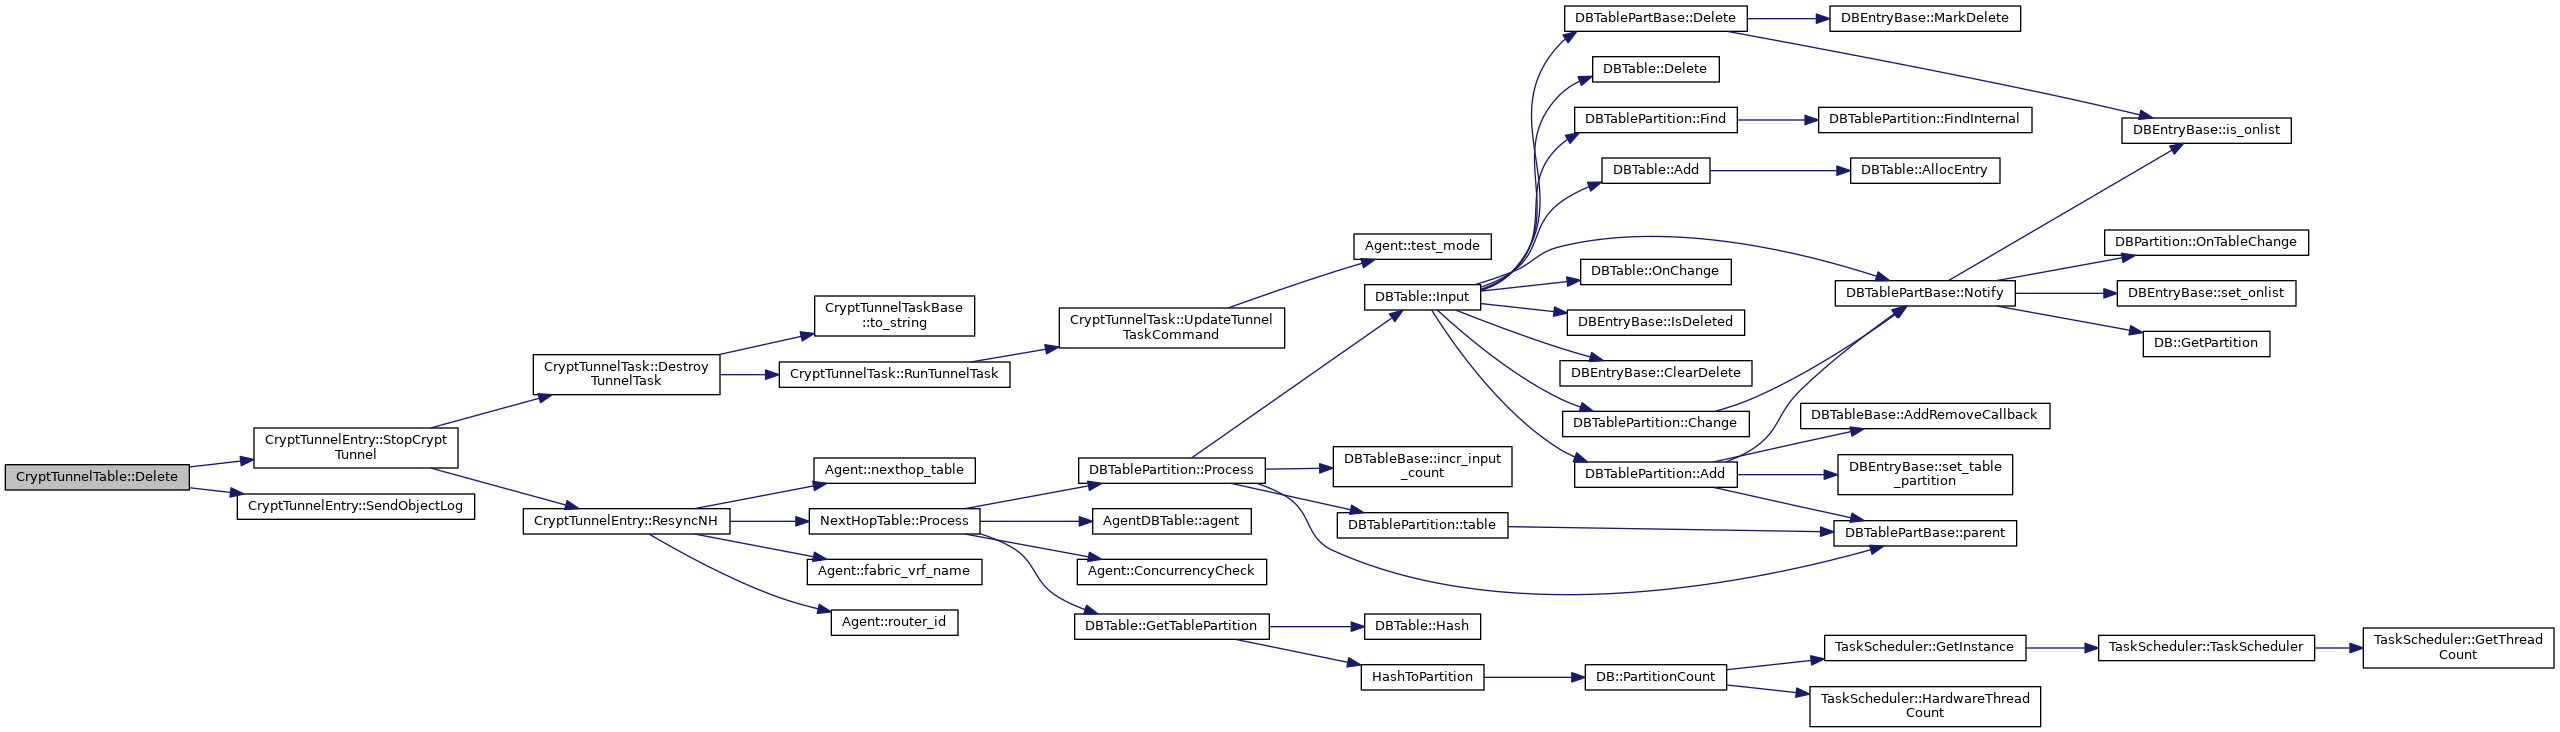 CryptTunnelTable::Delete
CryptTunnelEntry::StopCrypt
Tunnel
CryptTunnelEntry::SendObjectLog
CryptTunnelTask::Destroy
TunnelTask
CryptTunnelEntry::ResyncNH
CryptTunnelTaskBase
::to_string
CryptTunnelTask::RunTunnelTask
Agent::nexthop_table
NextHopTable::Process
Agent::fabric_vrf_name
Agent::router_id
CryptTunnelTask::UpdateTunnel
TaskCommand
DBTablePartition::Process
AgentDBTable::agent
Agent::ConcurrencyCheck
DBTable::GetTablePartition
Agent::test_mode
DBTable::Input
DBTableBase::incr_input
_count
DBTablePartition::table
DBTable::Hash
HashToPartition
DBTablePartBase::Delete
DBTable::Delete
DBTablePartition::Find
DBTable::Add
DBTable::OnChange
DBEntryBase::IsDeleted
DBEntryBase::ClearDelete
DBTablePartition::Change
DBTablePartition::Add
DB::PartitionCount
DBEntryBase::MarkDelete
DBTablePartition::FindInternal
DBTable::AllocEntry
DBTablePartBase::Notify
DBTableBase::AddRemoveCallback
DBEntryBase::set_table
_partition
DBTablePartBase::parent
TaskScheduler::GetInstance
TaskScheduler::HardwareThread
Count
DBEntryBase::is_onlist
DBPartition::OnTableChange
DBEntryBase::set_onlist
DB::GetPartition
TaskScheduler::TaskScheduler
TaskScheduler::GetThread
Count